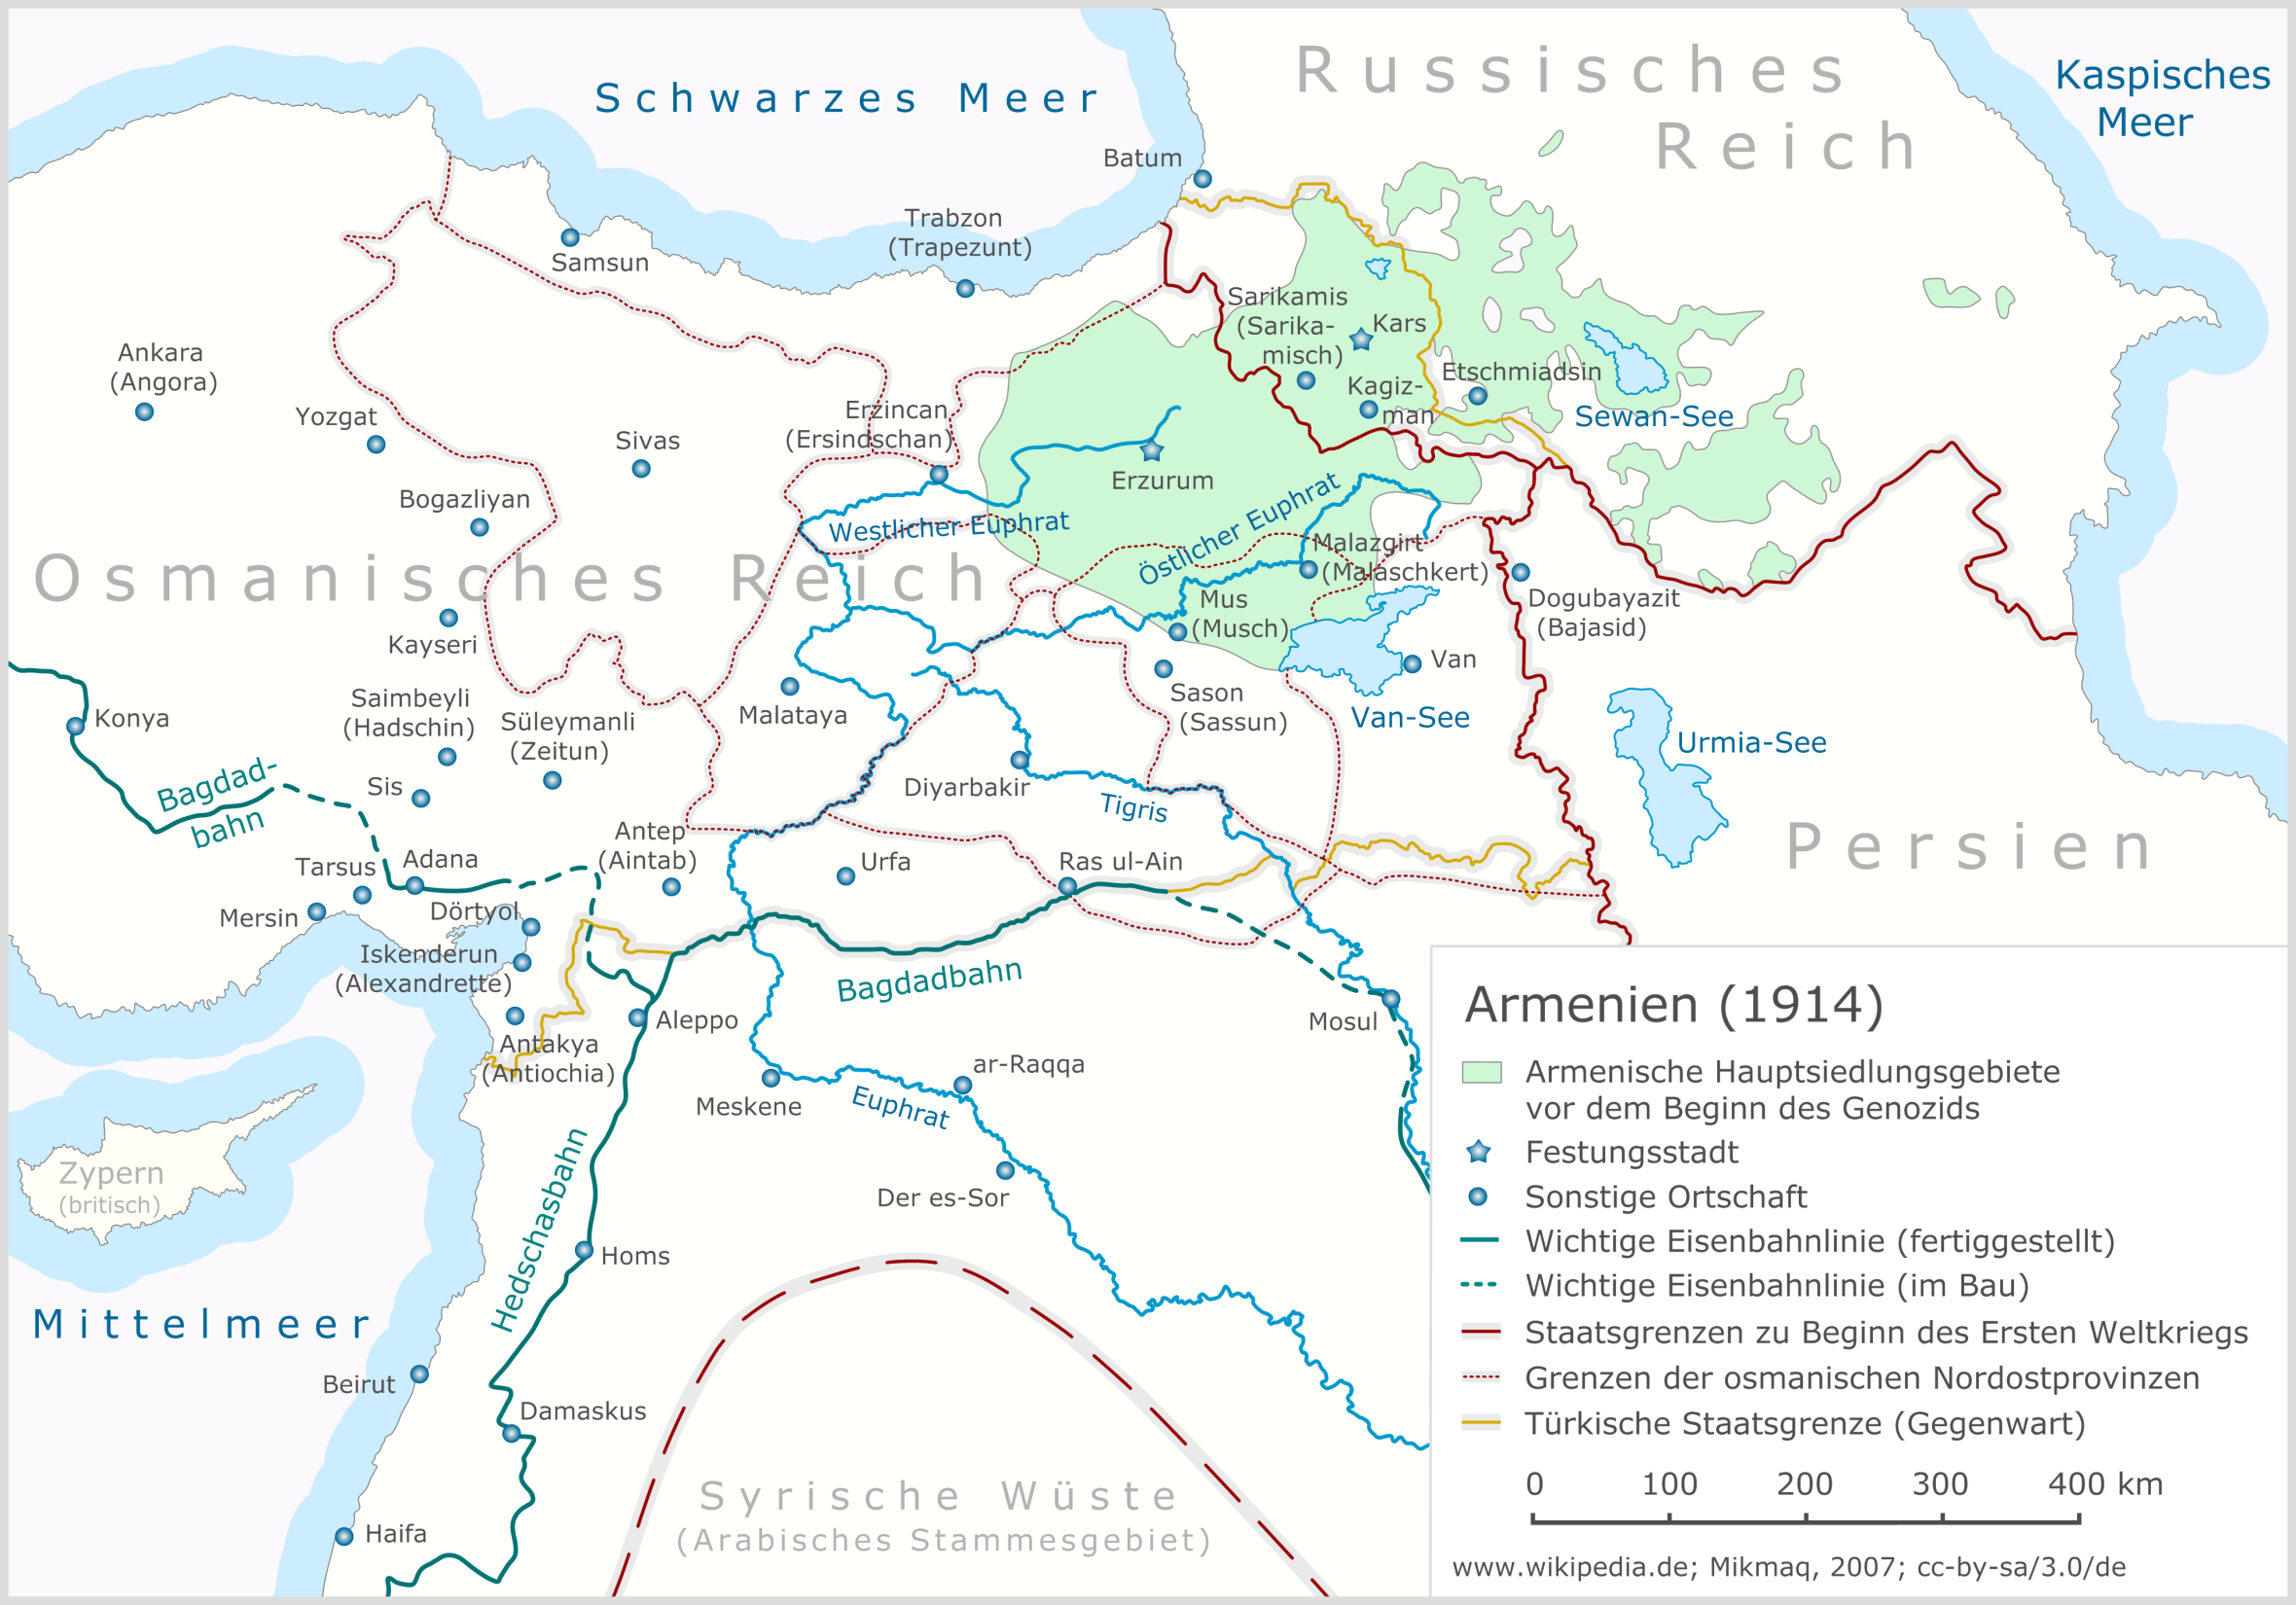 Russisches
Reich
Kaspisches
Meer
Schwarzes Meer
Batum
Trabzon
(Trapezunt)
Samsun
Sarikamis
(Sarika-
misch)
Kars
Ankara
(Angora)
Etschmiadsin
Kagiz-
man
Yozgat
Erzincan
(Ersindschan)
Sewan-See
Sivas
Erzurum
Bogazliyan
Westlicher Euphrat
Östlicher Euphrat
Malazgirt
(Malaschkert)
Osmanisches Reich
Mus
(Musch)
Dogubayazit
(Bajasid)
Kayseri
Van
Sason
(Sassun)
Saimbeyli
(Hadschin)
Konya
Malataya
Süleymanli
(Zeitun)
Van-See
Urmia-See
Bagdad-
bahn
Sis
Diyarbakir
Tigris
Antep
(Aintab)
Persien
Tarsus
Adana
Urfa
Ras ul-Ain
Mersin
Dörtyol
Iskenderun
(Alexandrette)
Bagdadbahn
Aleppo
Mosul
Antakya
(Antiochia)
ar-Raqqa
Meskene
Euphrat
Zypern
(britisch)
Der es-Sor
Hedschasbahn
Homs
Mittelmeer
Beirut
Damaskus
Syrische Wüste
(Arabisches Stammesgebiet)
Haifa
Armenien (1914)
Armenische Hauptsiedlungsgebiete
vor dem Beginn des Genozids
Festungsstadt
Sonstige Ortschaft
Wichtige Eisenbahnlinie (fertiggestellt)
Wichtige Eisenbahnlinie (im Bau)
Staatsgrenzen zu Beginn des Ersten Weltkriegs
Grenzen der osmanischen Nordostprovinzen
Türkische Staatsgrenze (Gegenwart)
0 100 200 300 400 km
www.wikipedia.de; Mikmaq, 2007; cc-by-sa/3.0/de